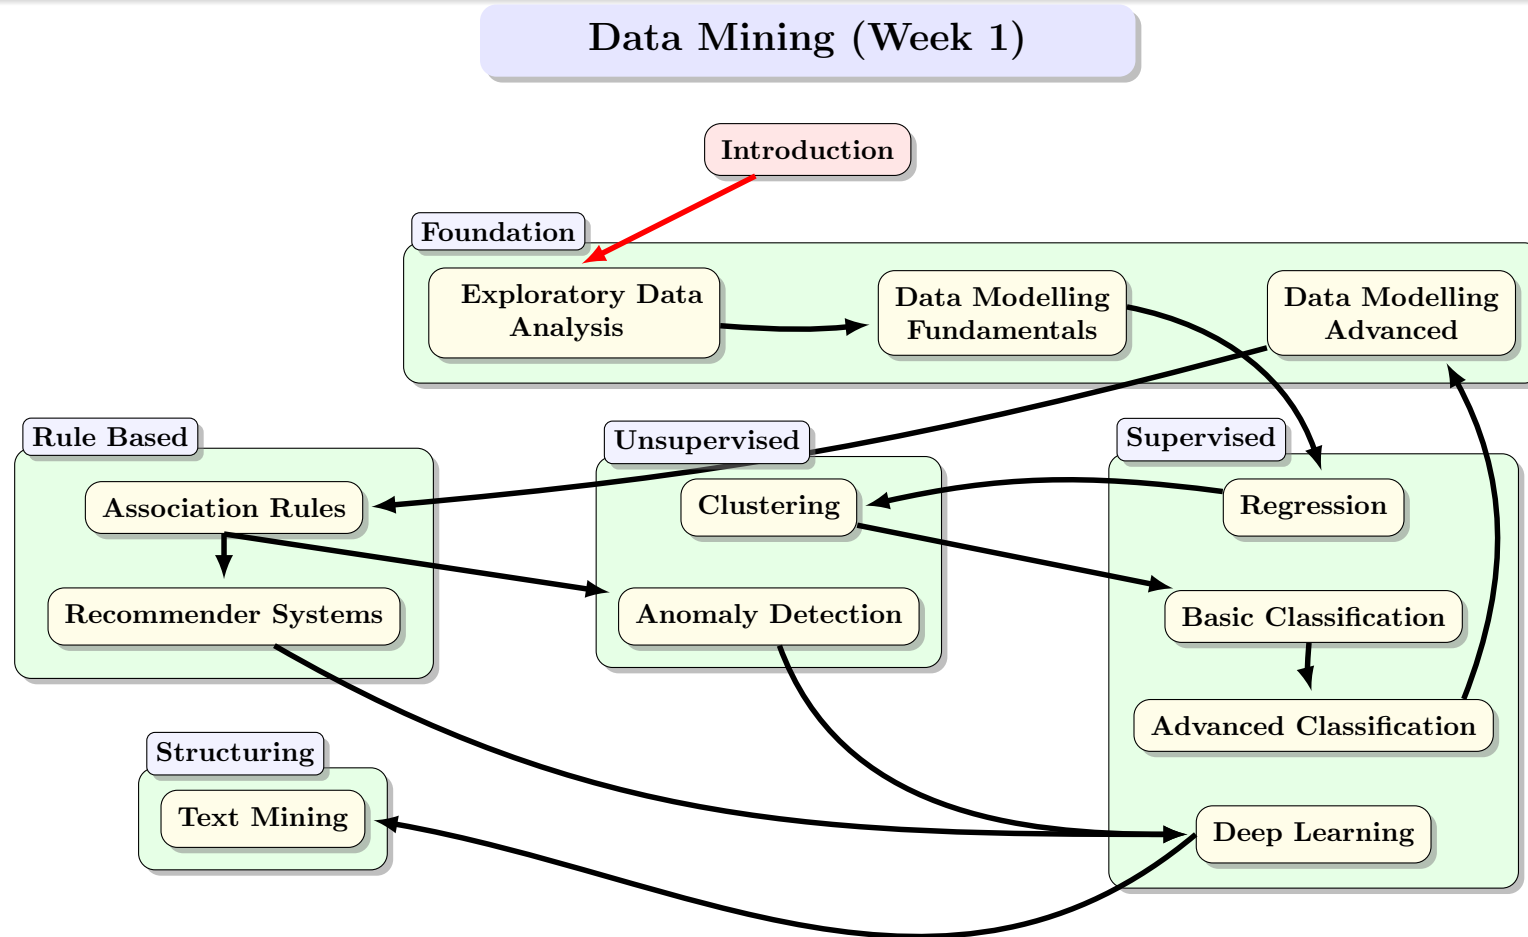 Data Mining (Week 1)
Introduction
Foundation
Exploratory Data
Analysis
Data Modelling
Fundamentals
Data Modelling
Advanced
Rule Based
Association Rules
Recommender Systems
Unsupervised
Clustering
Anomaly Detection
Supervised
Regression
Basic Classification
Advanced Classification
Deep Learning
Structuring
Text Mining